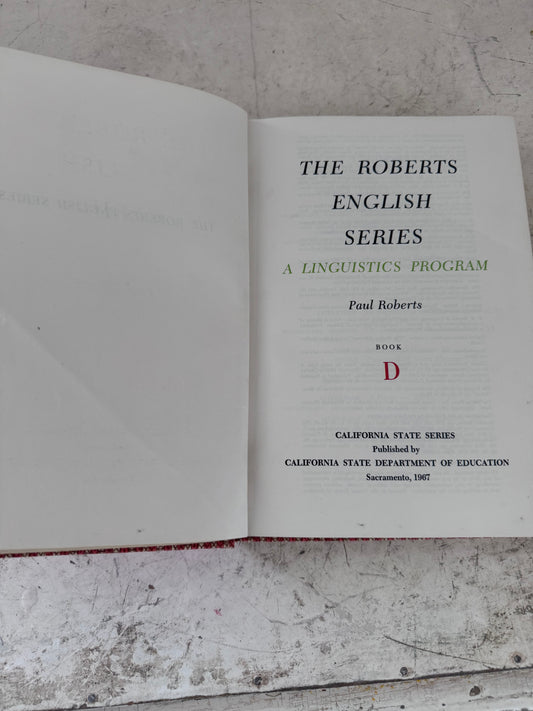 THE ROBERTS
ENGLISH
SERIES
A LINGUISTICS PROGRAM
Paul Roberts
BOOK
D
CALIFORNIA STATE SERIES
Published by
CALIFORNIA STATE DEPARTMENT OF EDUCATION
Sacramento, 1967